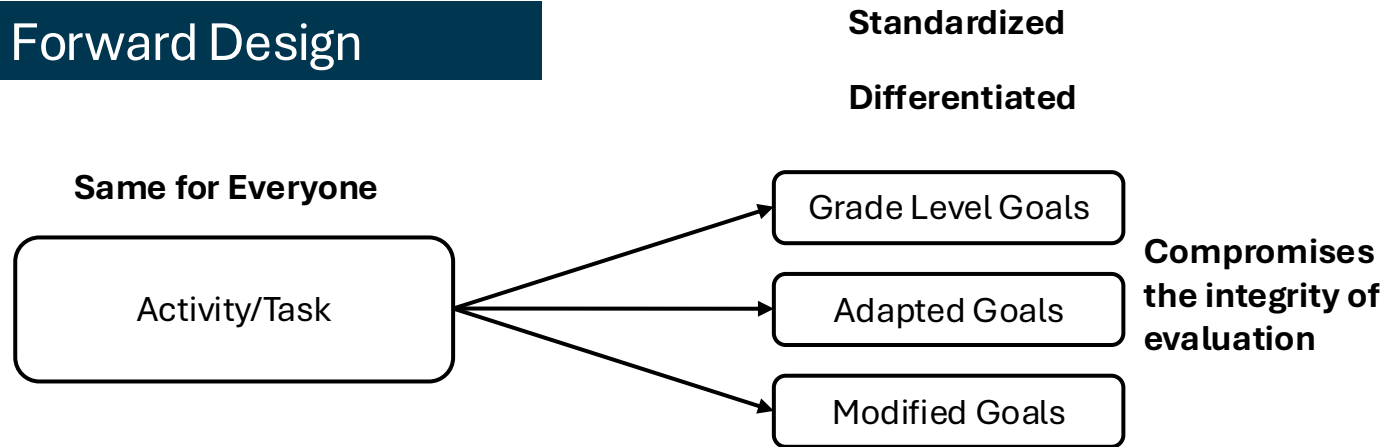 Forward Design
Standardized
Differentiated
Same for Everyone
Activity/Task
Grade Level Goals
Adapted Goals
Modified Goals
Compromises
the integrity of
evaluation